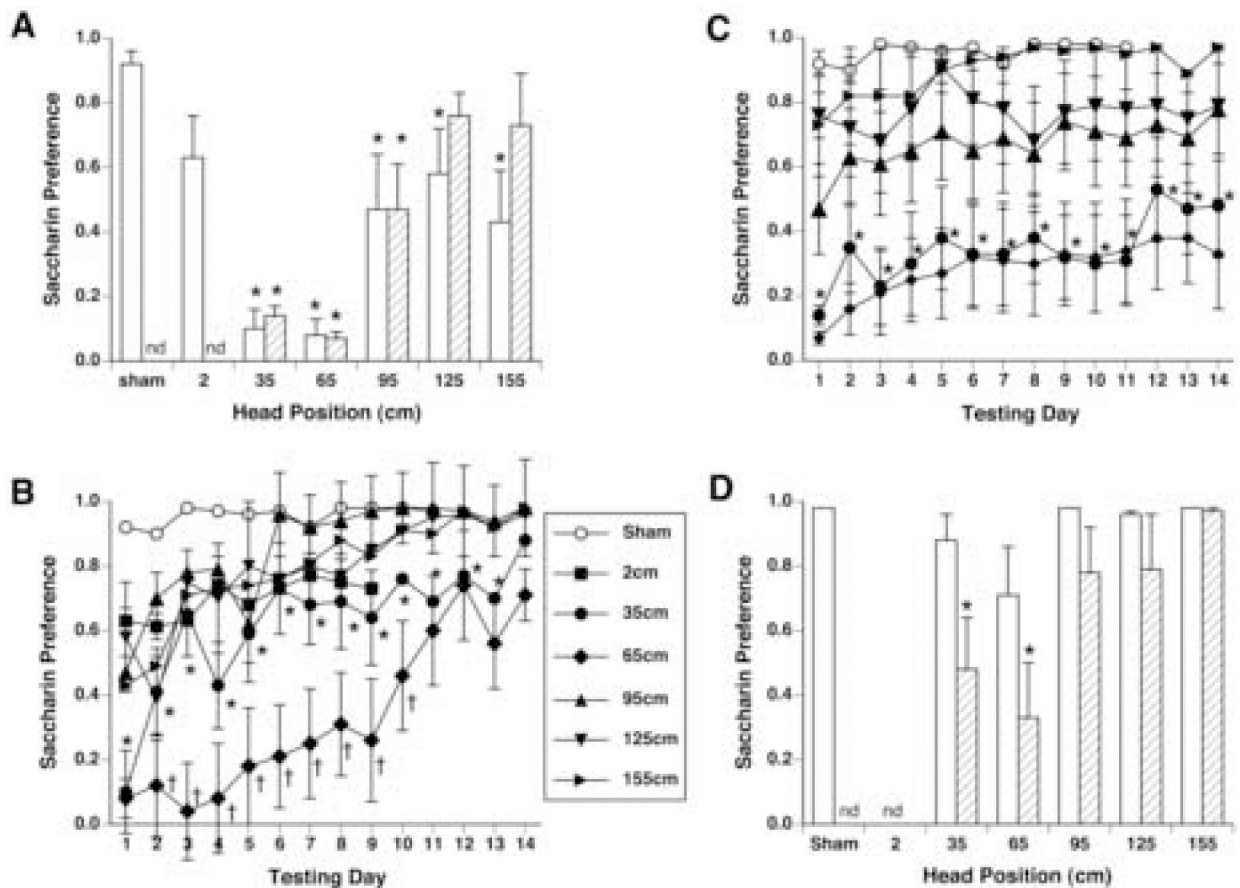 A
Saccharin Preference
1.0
0.8
0.6
0.4
0.2
0.0
* * * * * * * *
nd nd
sham 2 35 65 95 125 155
Head Position (cm)
B
Saccharin Preference
1.0
0.8
0.6
0.4
0.2
0.0
1 2 3 4 5 6 7 8 9 10 11 12 13 14
Testing Day
Sham
2cm
35cm
65cm
95cm
125cm
155cm
C
Saccharin Preference
1.0
0.8
0.6
0.4
0.2
0.0
1 2 3 4 5 6 7 8 9 10 11 12 13 14
Testing Day
D
Saccharin Preference
1.0
0.8
0.6
0.4
0.2
0.0
* *
nd nd
Sham 2 35 65 95 125 155
Head Position (cm)